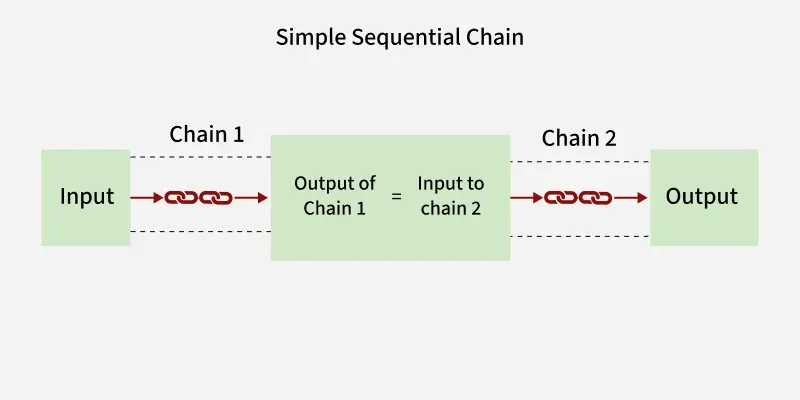 Simple Sequential Chain
Chain 1
Chain 2
Input
Output of
Chain 1
=
Input to
chain 2
Output